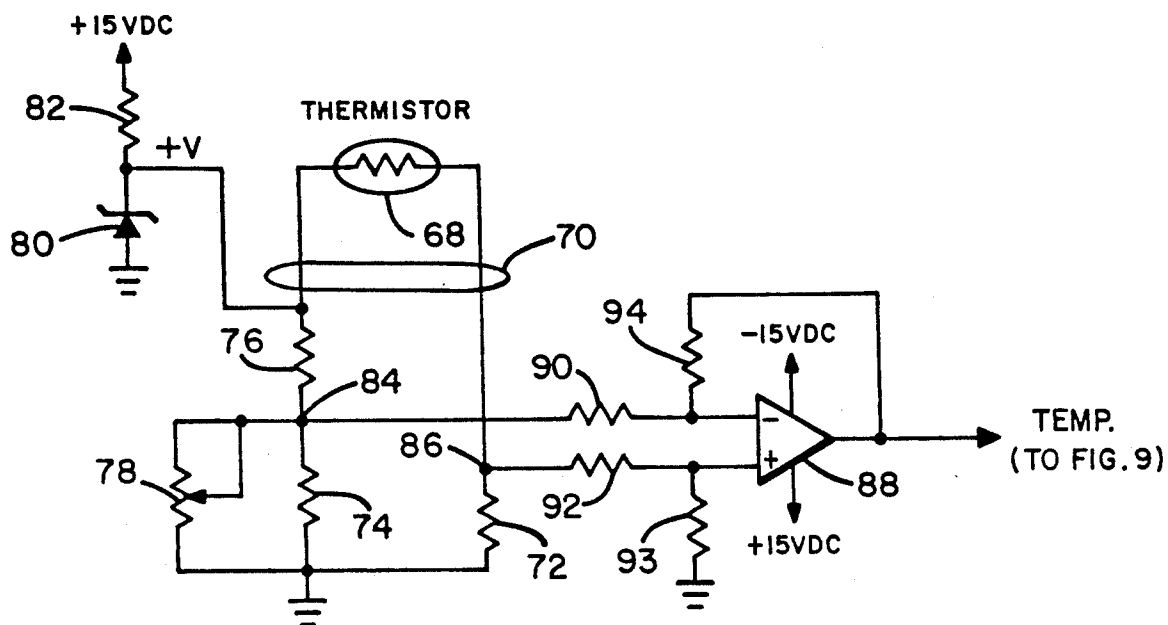 +15VDC
82
THERMISTOR
+V
80
68
70
76
94
-15VDC
84
90
TEMP.
(TO FIG. 9)
78
86
-
+
88
74
92
72
93
+15VDC